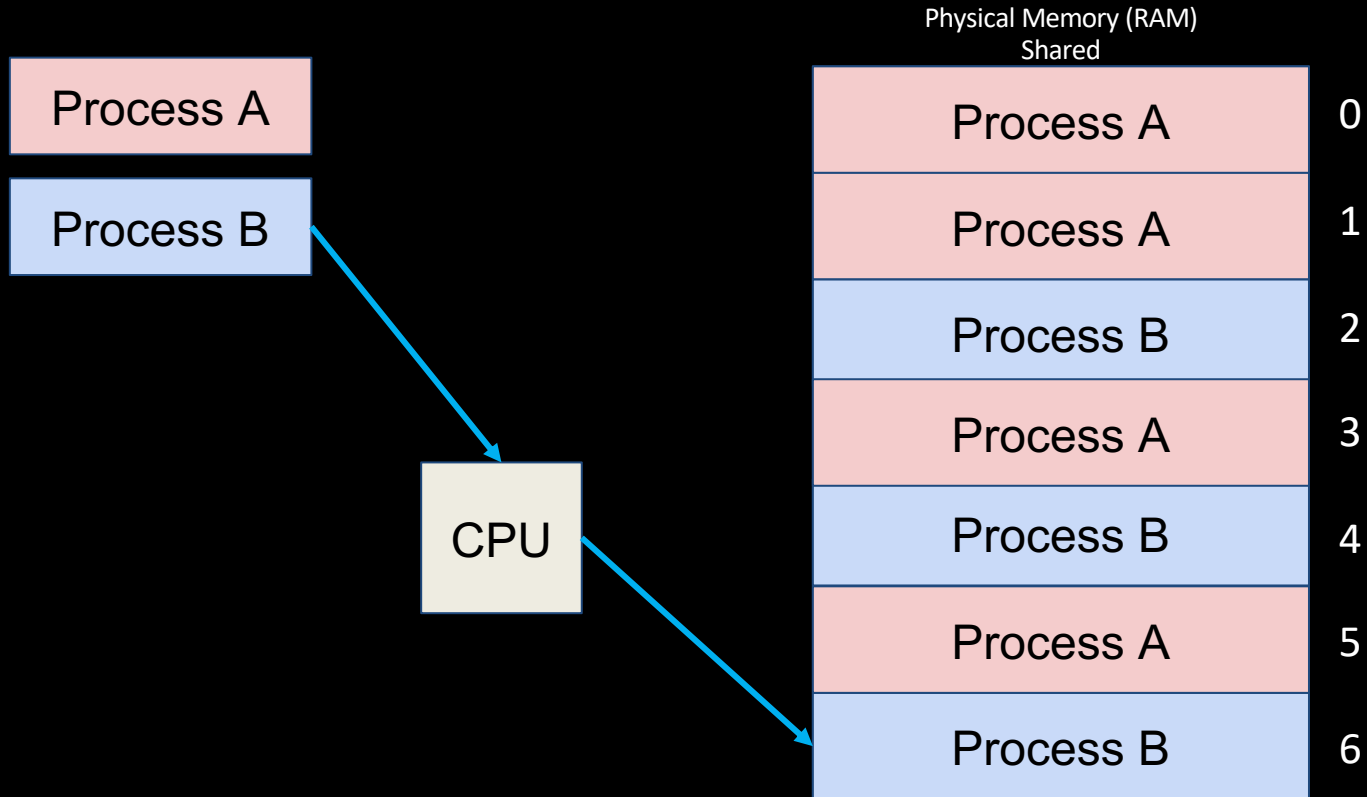 Physical Memory (RAM)
Shared
Process A
Process B
CPU
Process A 0
Process A 1
Process B 2
Process A 3
Process B 4
Process A 5
Process B 6